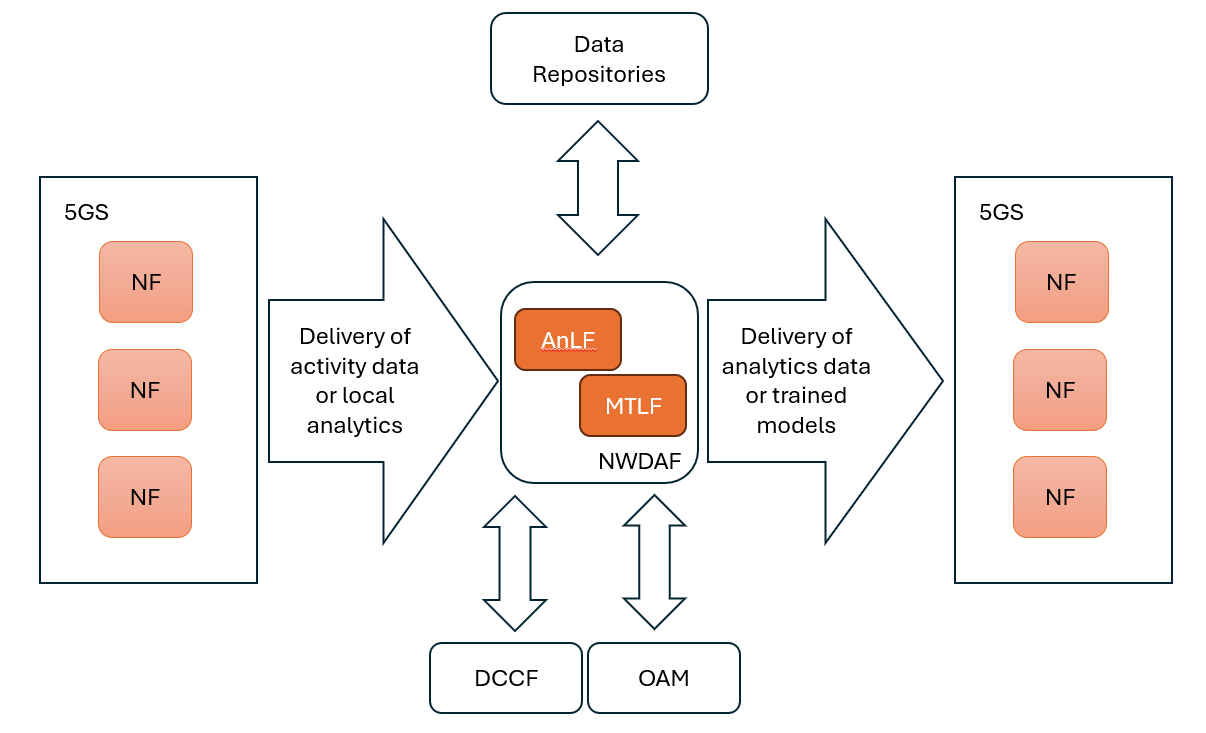 Data
Repositories
5GS
NF
NF
NF
Delivery of
activity data
or local
analytics
AnLF
MTLF
NWDAF
Delivery of
analytics data
or trained
models
5GS
NF
NF
NF
DCCF
OAM